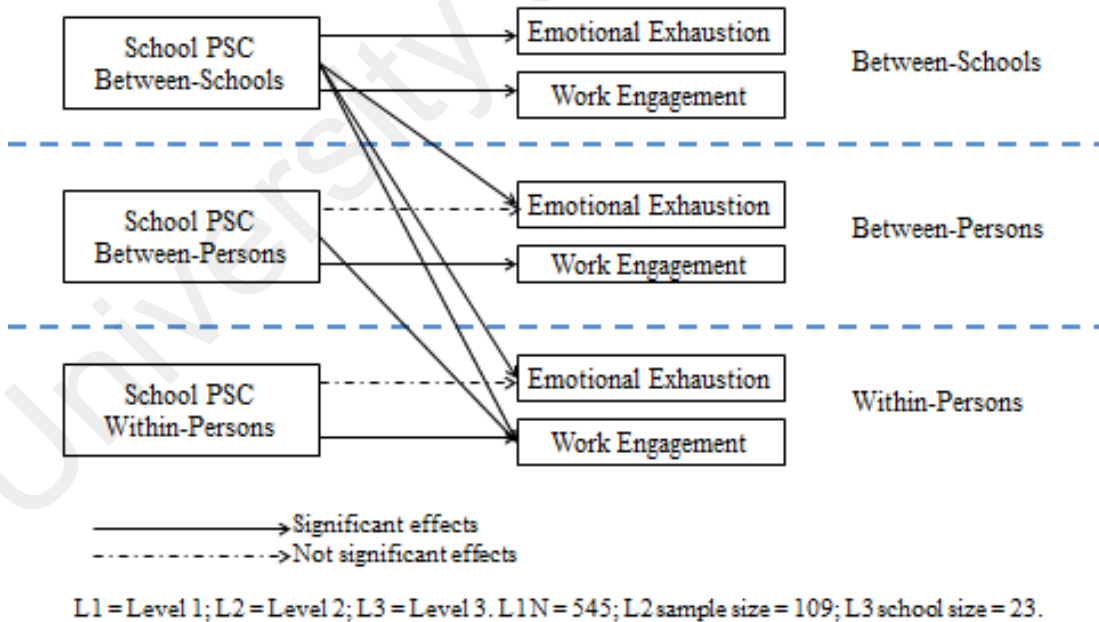 School PSC
Between-Schools
Emotional Exhaustion
Work Engagement
Between-Schools
School PSC
Between-Persons
Emotional Exhaustion
Work Engagement
Between-Persons
School PSC
Within-Persons
Emotional Exhaustion
Work Engagement
Within-Persons
Significant effects
Not significant effects
L1 = Level 1; L2 = Level 2; L3 = Level 3. L1N = 545; L2 sample size = 109; L3 school size = 23.
University